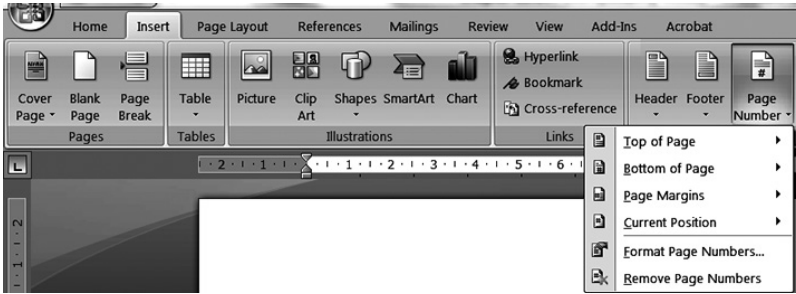 Home Insert Page Layout References Mailings Review View Add-Ins Acrobat
Cover Page
Blank Page
Page Break
Pages
Table
Tables
Picture
Clip Art
Shapes
SmartArt
Chart
Illustrations
Hyperlink
Bookmark
Cross-reference
Links
Header
Footer
Page Number
Top of Page
Bottom of Page
Page Margins
Current Position
Format Page Numbers...
Remove Page Numbers
L
2 1 1 2 3 4 5 6
2 1